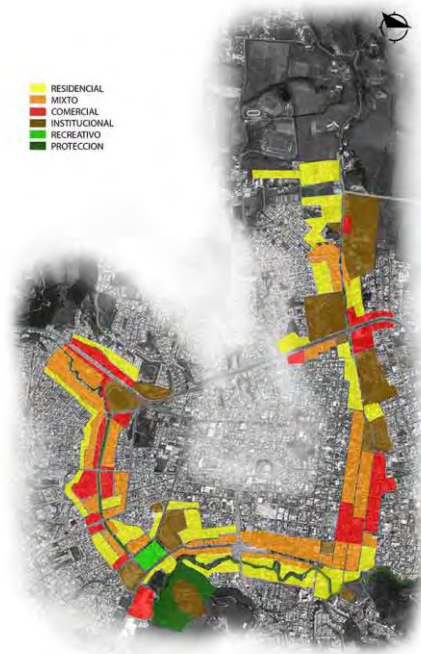 RESIDENCIAL
MIXTO
COMERCIAL
INSTITUCIONAL
RECREATIVO
PROTECCION